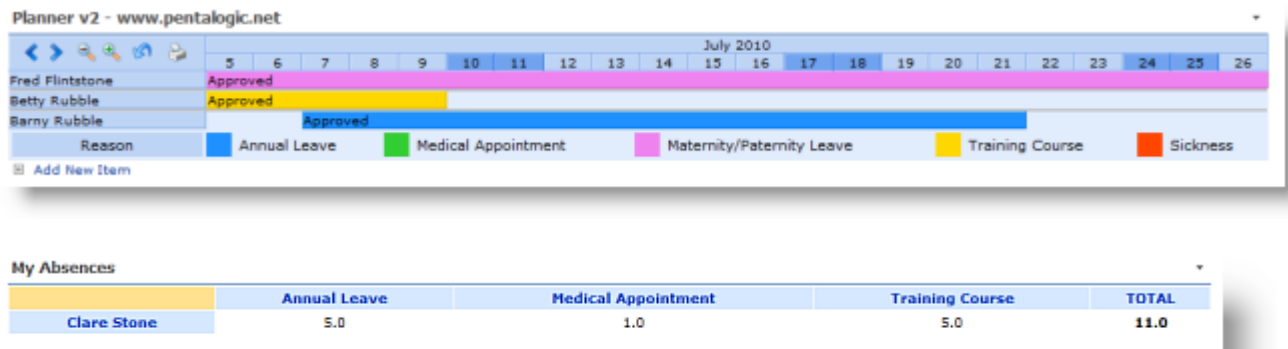 Planner v2 - www.pentalogic.net
July 2010
5 6 7 8 9 10 11 12 13 14 15 16 17 18 19 20 21 22 23 24 25 26
Fred Flintstone Approved
Betty Rubble Approved
Barny Rubble Approved
Reason Annual Leave Medical Appointment Maternity/Paternity Leave Training Course Sickness
Add New Item
My Absences
Annual Leave Medical Appointment Training Course TOTAL
Clare Stone 5.0 1.0 5.0 11.0